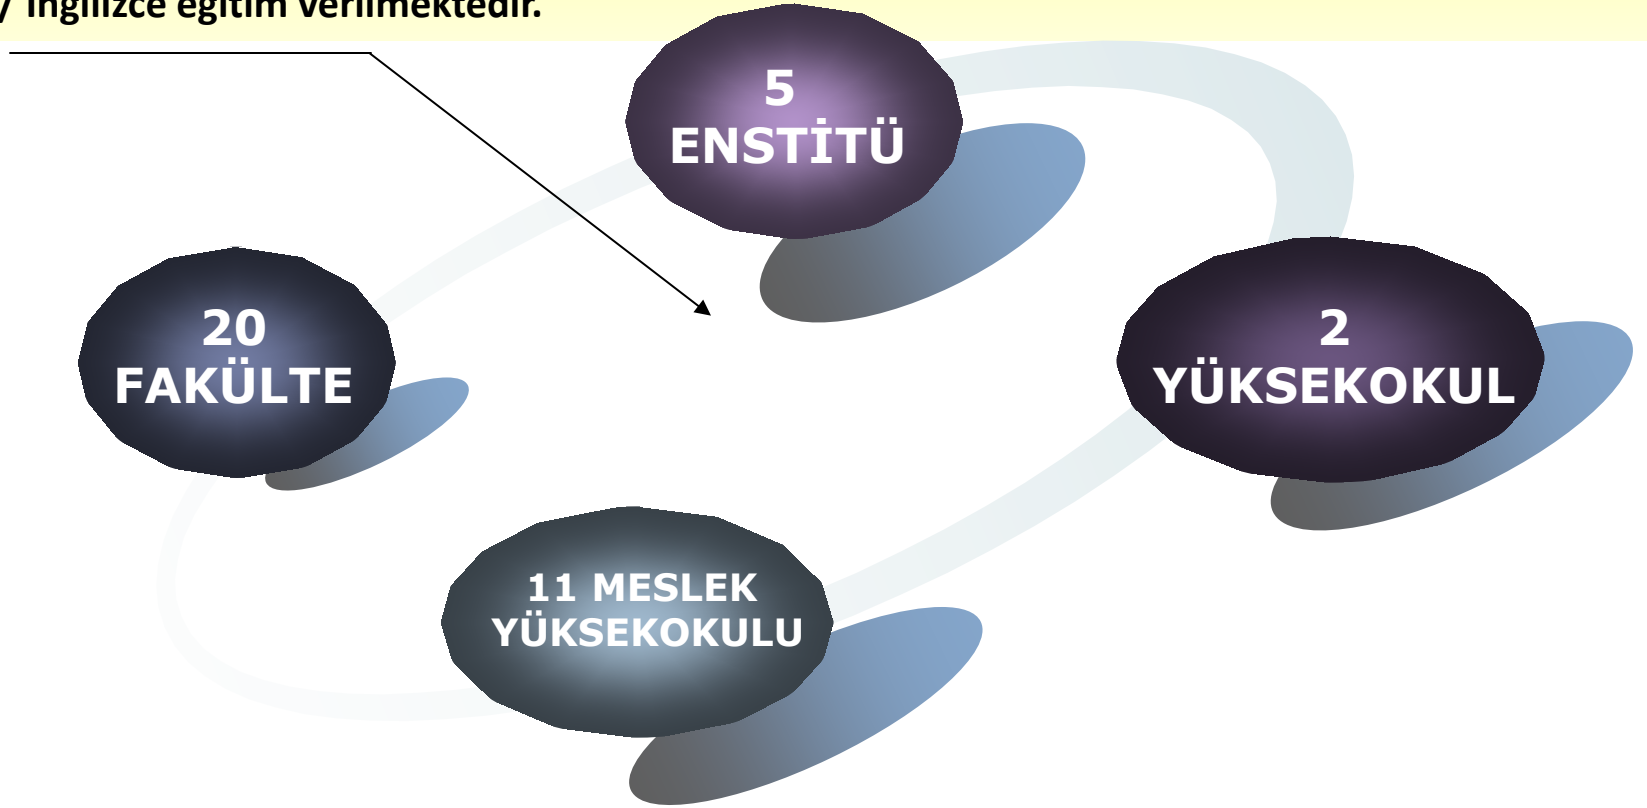 / İngilizce eğitim verilmektedir.
5
ENSTİTÜ
20
FAKÜLTE
2
YÜKSEKOKUL
11 MESLEK
YÜKSEKOKULU